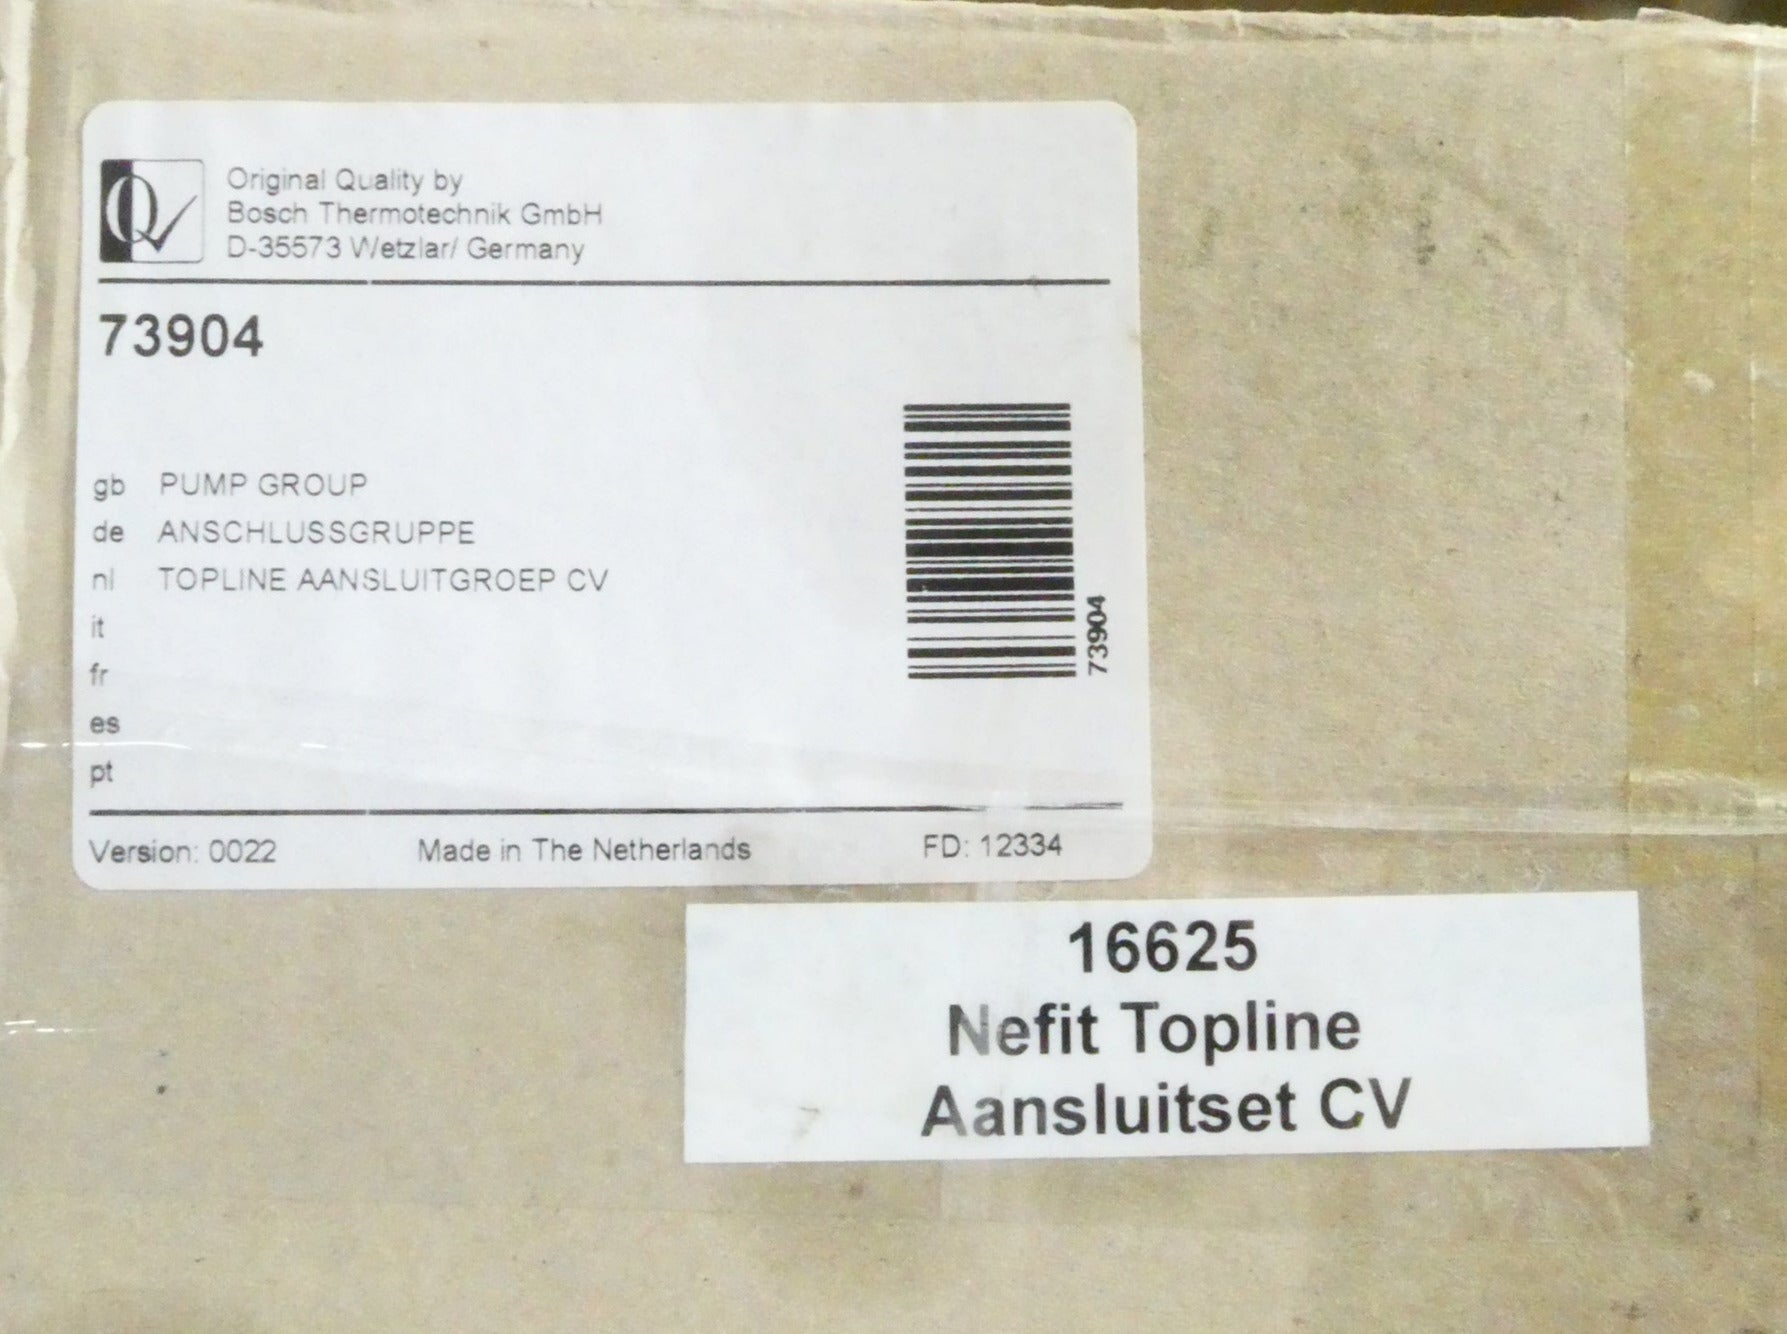 Original Quality by
Bosch Thermotechnik GmbH
D-35573 Wetzlar/ Germany
73904
gb PUMP GROUP
de ANSCHLUSSGRUPPE
nl TOPLINE AANSLUITGROEP CV
it
fr
es
pt
73904
Version: 0022 Made in The Netherlands FD: 12334
16625
Nefit Topline
Aansluitset CV